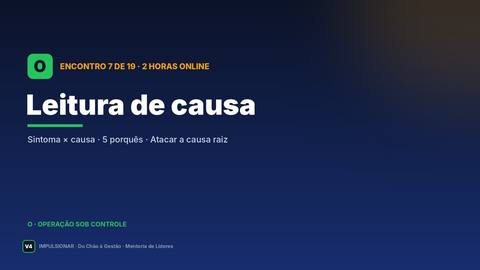 O
ENCONTRO 7 DE 19 · 2 HORAS ONLINE
Leitura de causa
Sintoma × causa · 5 porquês · Atacar a causa raiz
O · OPERAÇÃO SOB CONTROLE
V4
IMPULSIONAR · Do Chão à Gestão · Mentoria de Líderes